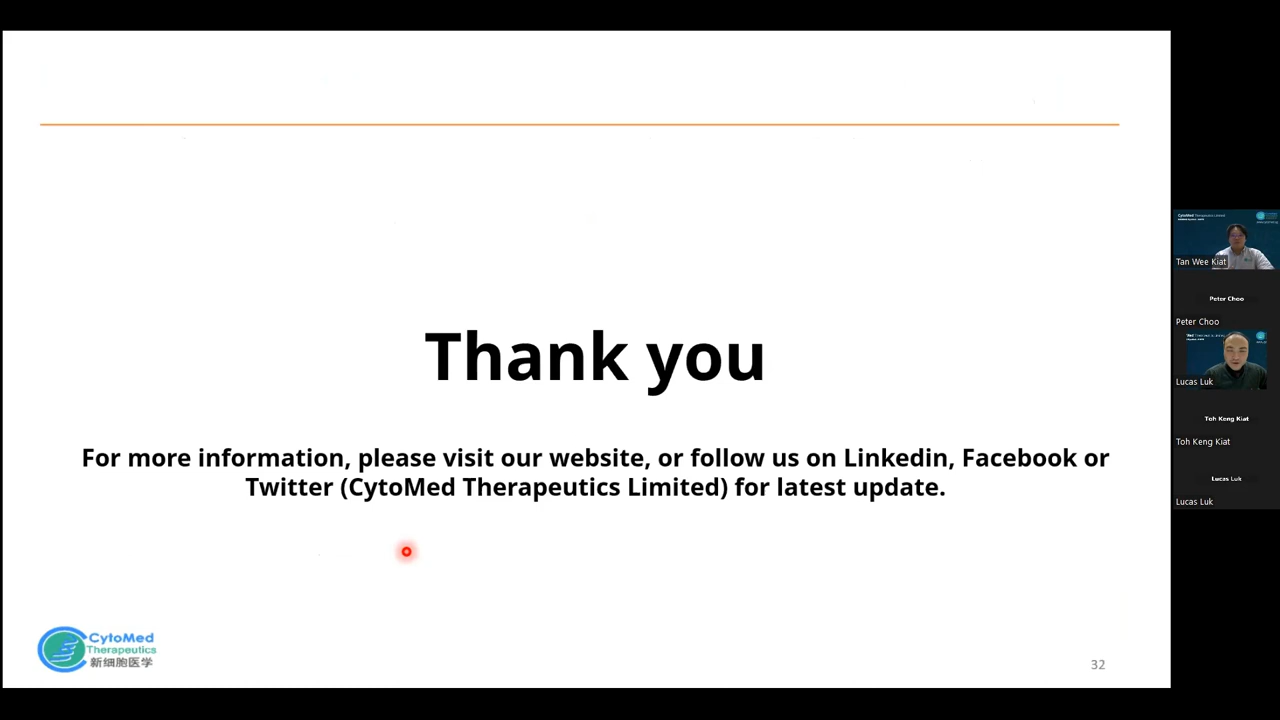 Thank you
For more information, please visit our website, or follow us on Linkedin, Facebook or
Twitter (CytoMed Therapeutics Limited) for latest update.
CytoMed
Therapeutics
新细胞医学
32
Tan Wee Kiat
Peter Choo
Peter Choo
Lucas Luk
Toh Keng Kiat
Toh Keng Kiat
Lucas Luk
Lucas Luk